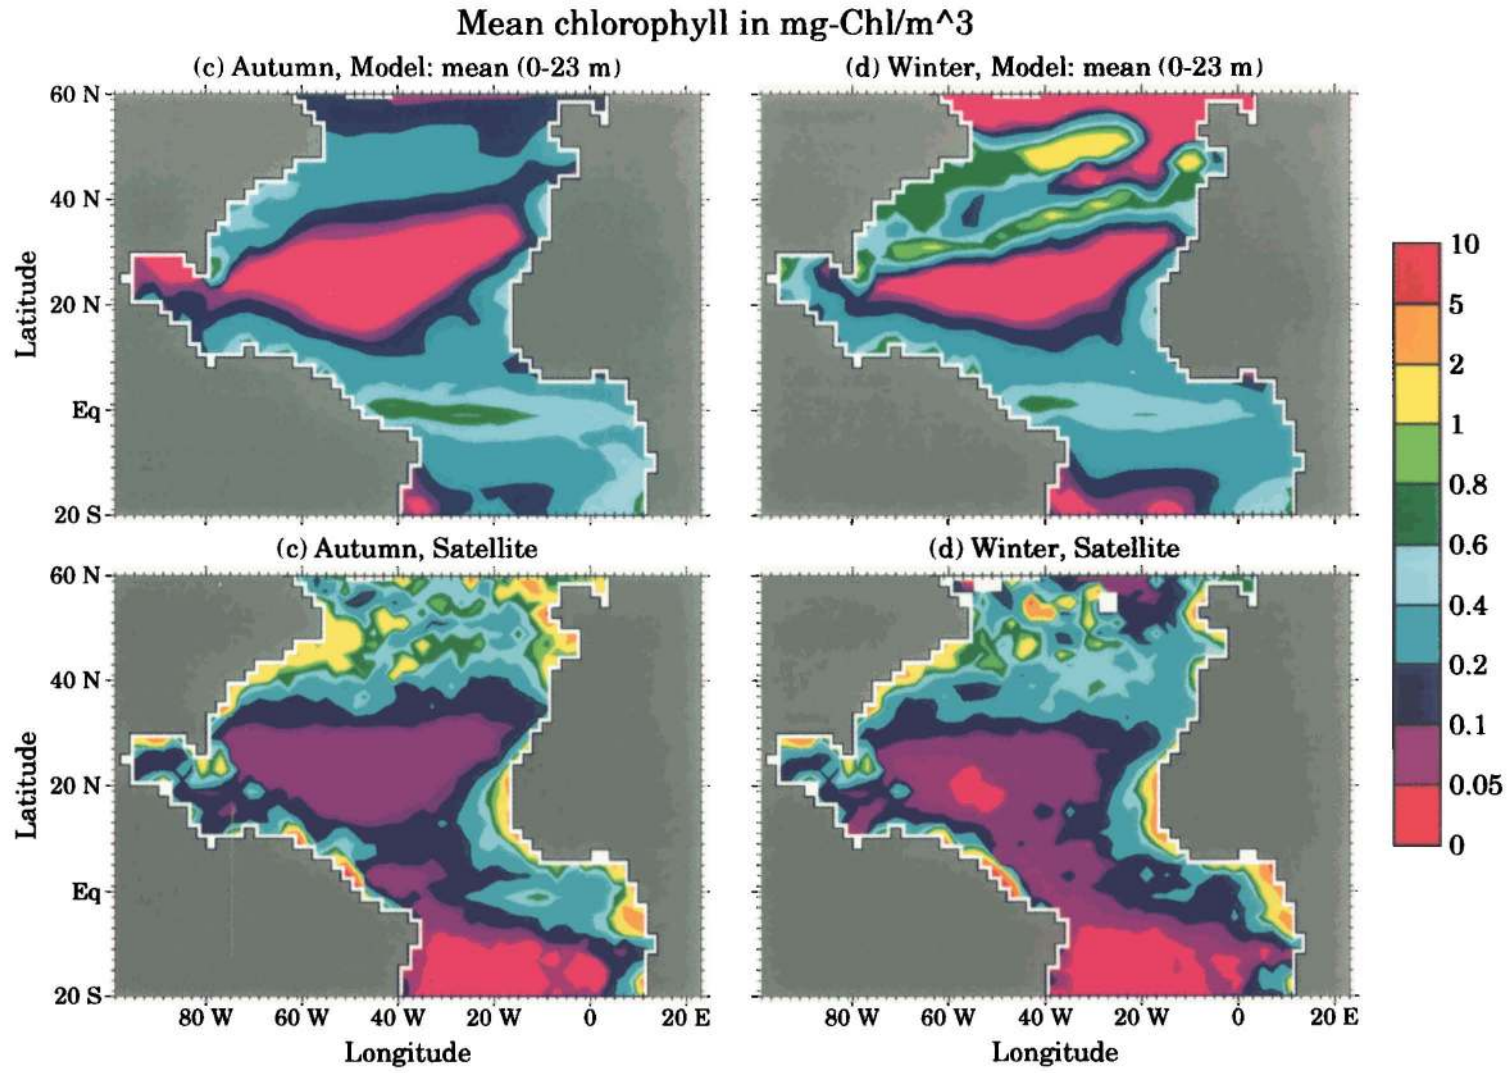 Mean chlorophyll in mg-Chl/m^3
(c) Autumn, Model: mean (0-23 m)
(d) Winter, Model: mean (0-23 m)
60 N
40 N
20 N
Eq
20 S
Latitude
(c) Autumn, Satellite
(d) Winter, Satellite
60 N
40 N
20 N
Eq
20 S
Latitude
80 W 60 W 40 W 20 W 0 20 E
80 W 60 W 40 W 20 W 0 20 E
Longitude
Longitude
10
5
2
1
0.8
0.6
0.4
0.2
0.1
0.05
0